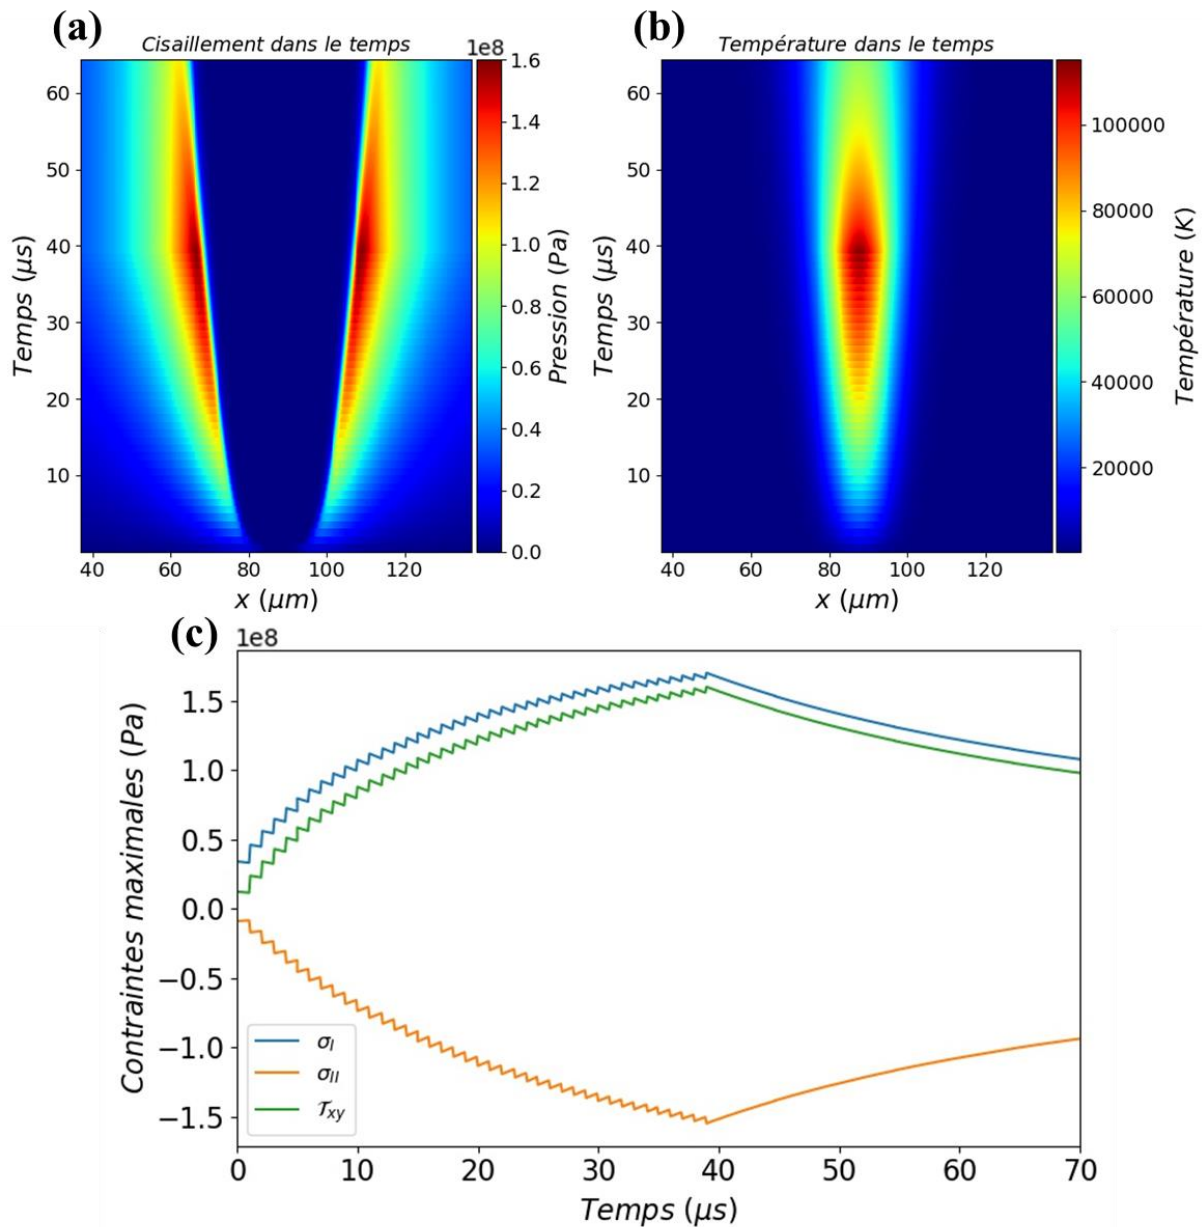 (a)
Cisaillement dans le temps
1e8
60
50
40
30
20
10
Temps (μs)
40
60
80
100
120
x (μm)
1.6
1.4
1.2
1.0
0.8
0.6
0.4
0.2
0.0
Pression (Pa)
(b)
Température dans le temps
60
50
40
30
20
10
Temps (μs)
40
60
80
100
120
x (μm)
100000
80000
60000
40000
20000
Température (K)
(c)
1e8
1.5
1.0
0.5
0.0
−0.5
−1.0
−1.5
Contraintes maximales (Pa)
σI
σII
𝒯xy
0
10
20
30
40
50
60
70
Temps (μs)